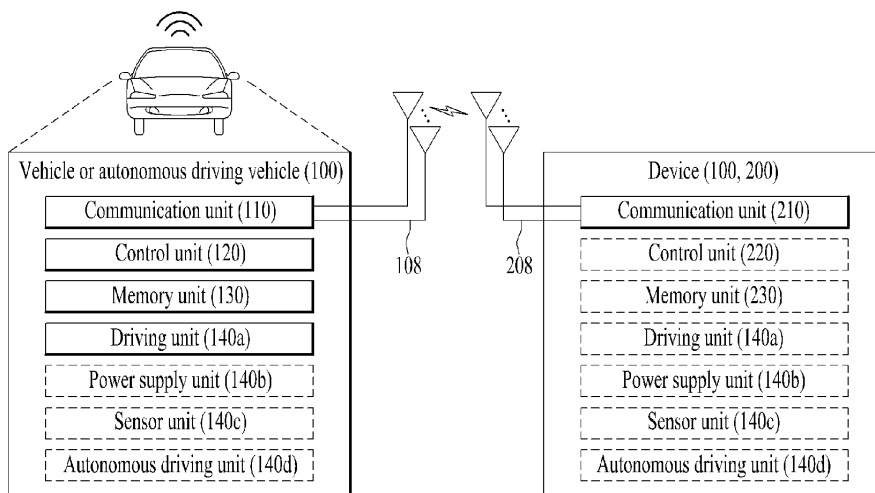 Vehicle or autonomous driving vehicle (100)
Communication unit (110)
Control unit (120)
Memory unit (130)
Driving unit (140a)
Power supply unit (140b)
Sensor unit (140c)
Autonomous driving unit (140d)
108
208
Device (100, 200)
Communication unit (210)
Control unit (220)
Memory unit (230)
Driving unit (140a)
Power supply unit (140b)
Sensor unit (140c)
Autonomous driving unit (140d)